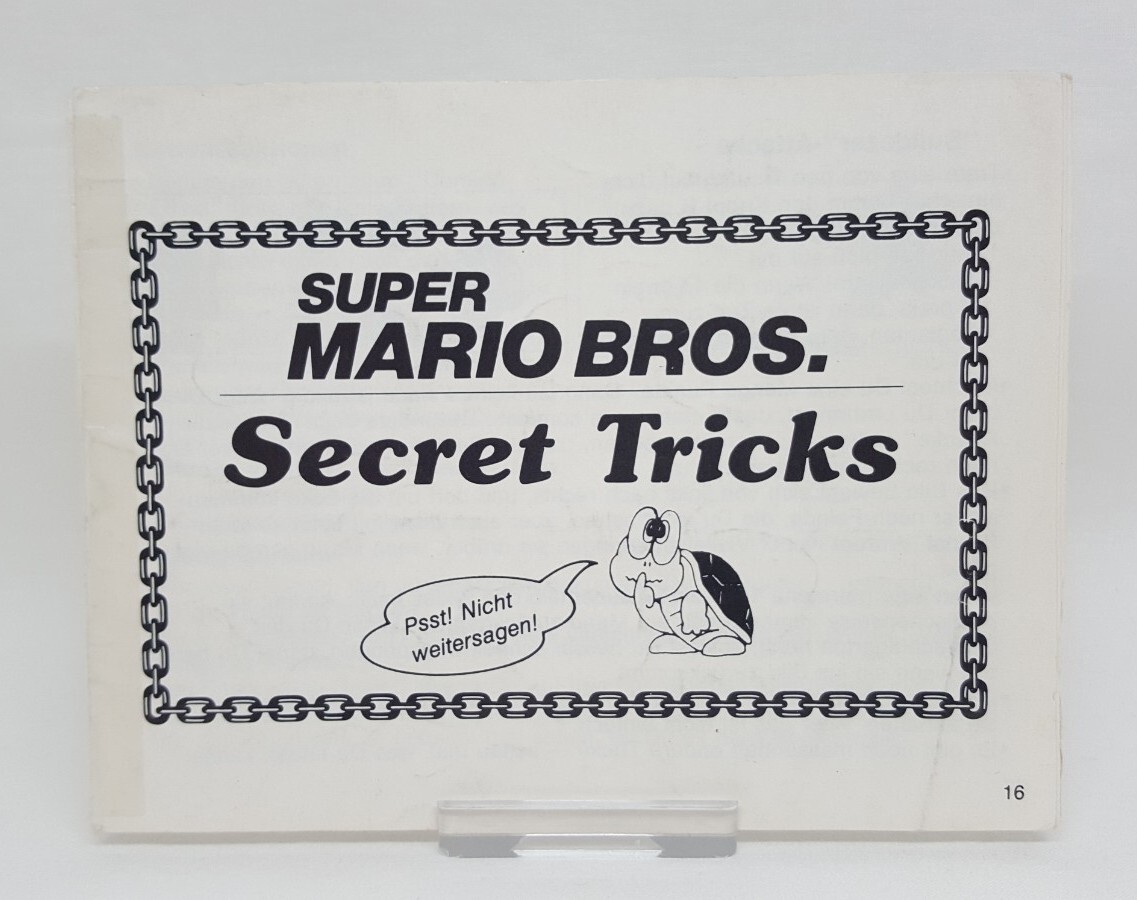 SUPER
MARIO BROS.
Secret Tricks
Psst! Nicht
weitersagen!
16